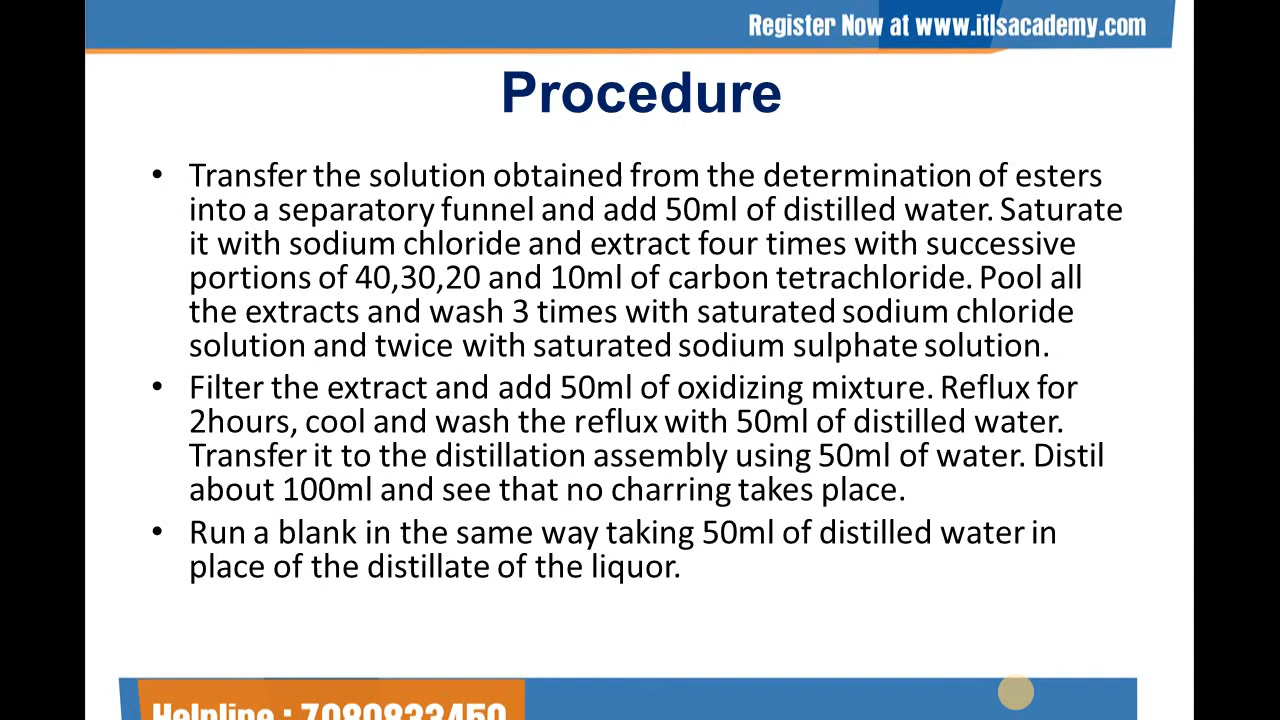 Register Now at www.itlsacademy.com
Procedure
• Transfer the solution obtained from the determination of esters
into a separatory funnel and add 50ml of distilled water. Saturate
it with sodium chloride and extract four times with successive
portions of 40,30,20 and 10ml of carbon tetrachloride. Pool all
the extracts and wash 3 times with saturated sodium chloride
solution and twice with saturated sodium sulphate solution.
• Filter the extract and add 50ml of oxidizing mixture. Reflux for
2hours, cool and wash the reflux with 50ml of distilled water.
Transfer it to the distillation assembly using 50ml of water. Distil
about 100ml and see that no charring takes place.
• Run a blank in the same way taking 50ml of distilled water in
place of the distillate of the liquor.
Helpline : 7080833450